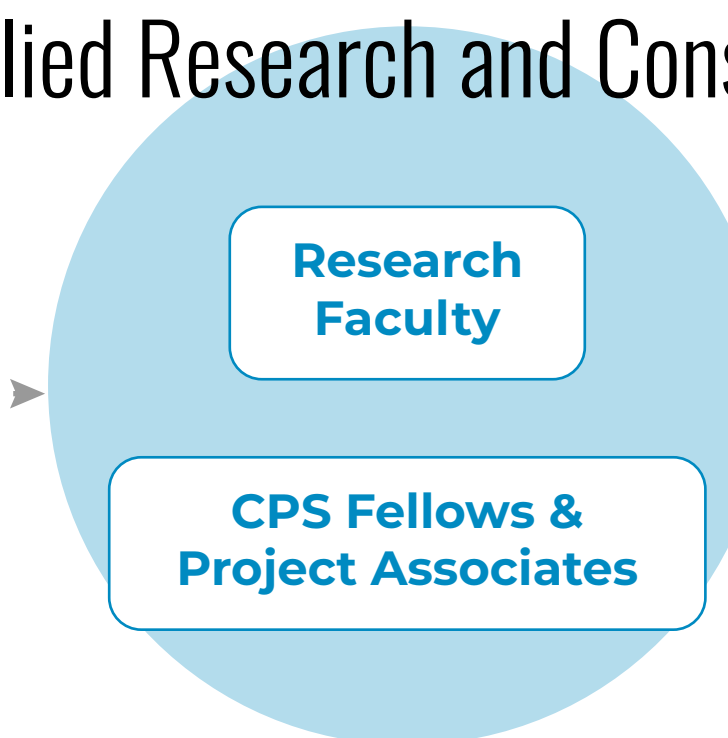 lied Research and Cons
Research
Faculty
CPS Fellows &
Project Associates